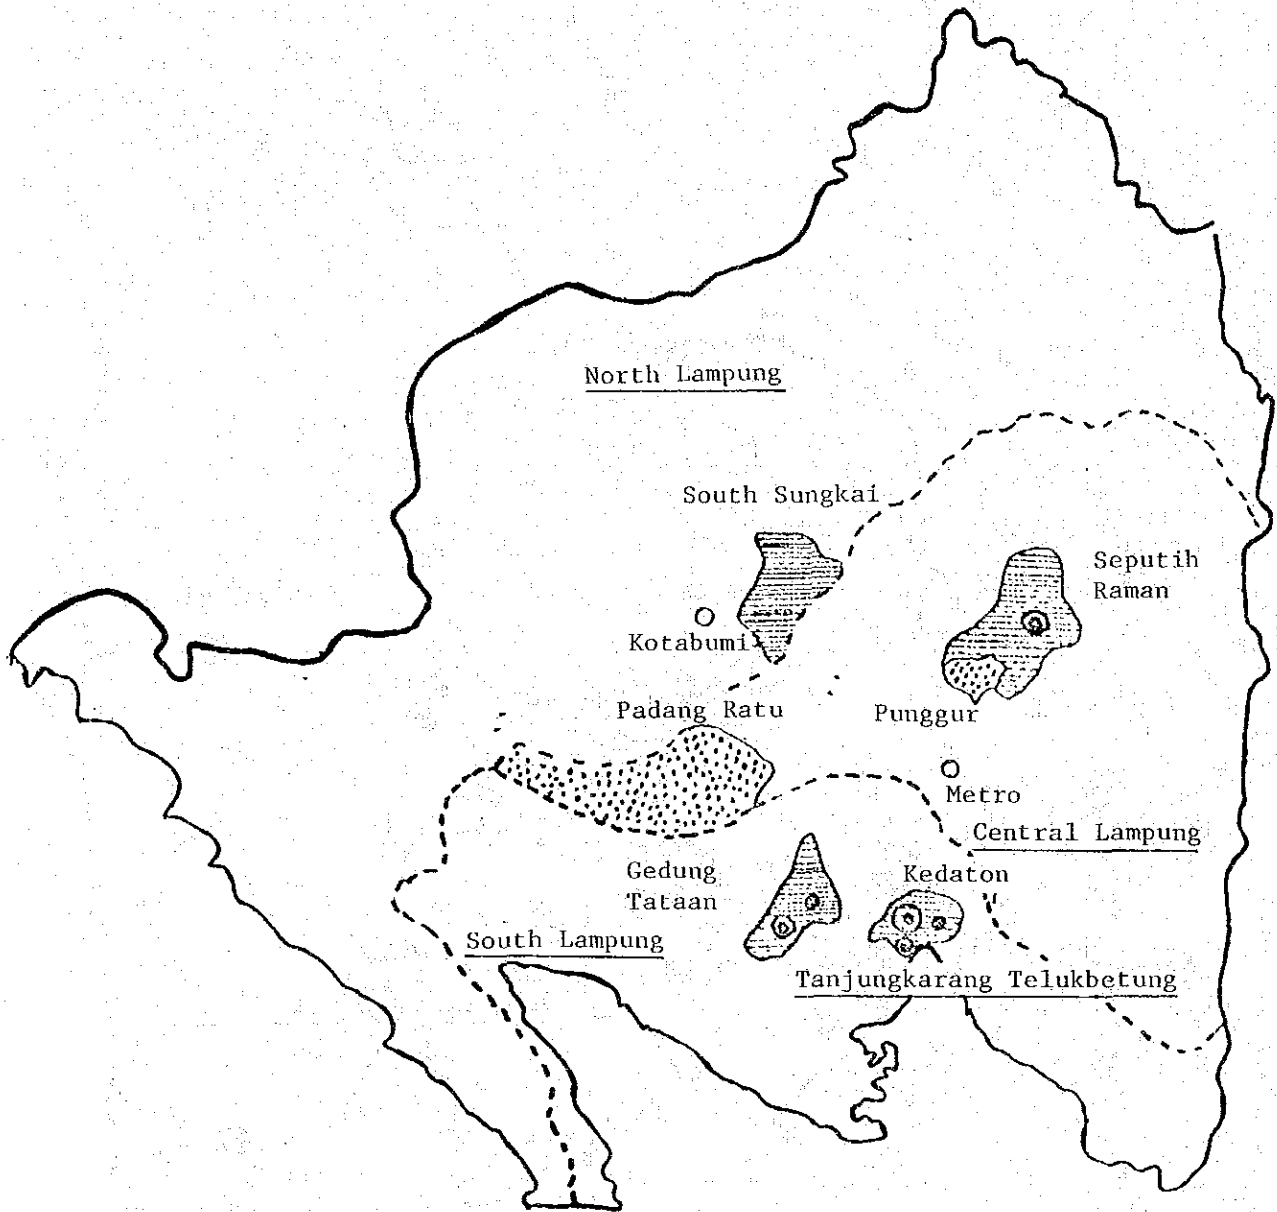 North Lampung
South Sungkai
Seputih
Raman
Kotabumi
Padang Ratu
Punggur
Metro
Central Lampung
Gedung
Tataan
Kedaton
South Lampung
Tanjungkarang Telukbetung